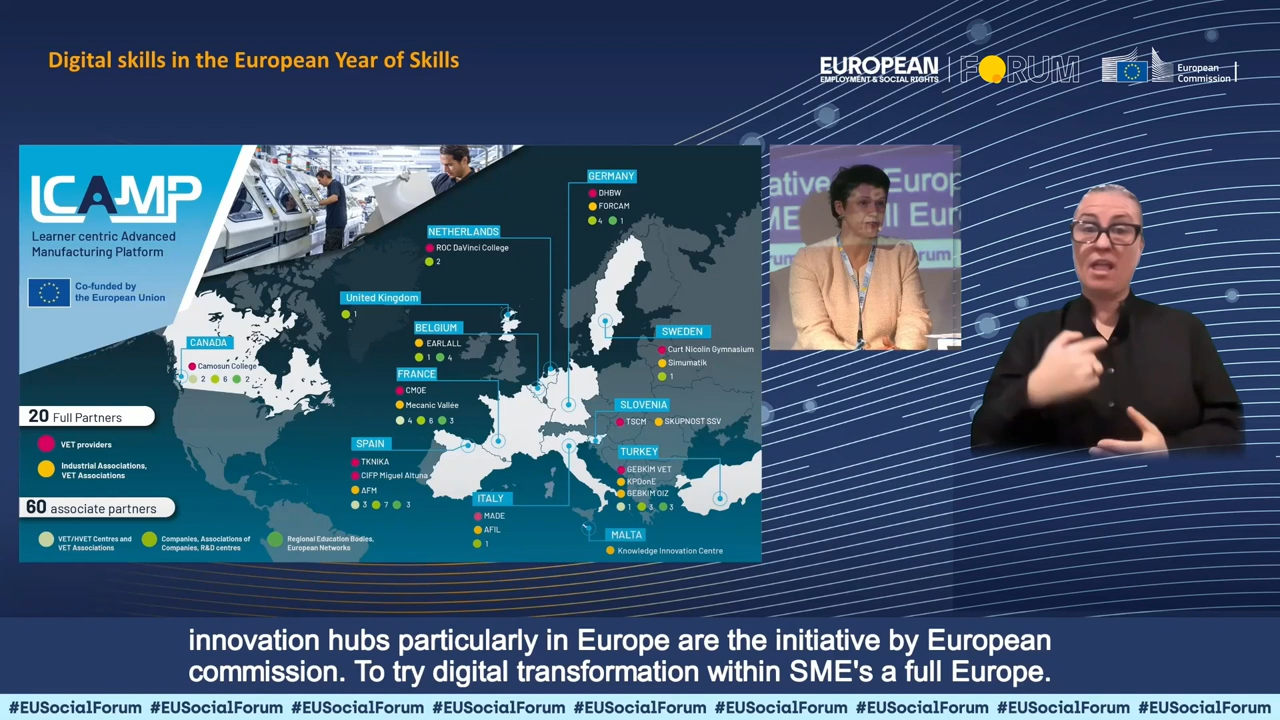 Digital skills in the European Year of Skills
EUROPEAN
EMPLOYMENT & SOCIAL RIGHTS
FORUM
European
Commission
LCAMP
Learner centric Advanced
Manufacturing Platform
Co-funded by
the European Union
GERMANY
DHBW
FORCAM
4 1
NETHERLANDS
ROC DaVinci College
2
United Kingdom
1
BELGIUM
EARLALL
1 4
CANADA
Camosun College
2 6 2
FRANCE
CMQE
Mecanic Vallée
4 6 3
SWEDEN
Curt Nicolin Gymnasium
Simumatik
1
SLOVENIA
TSCM SKUPNOST SSV
SPAIN
TKNIKA
CIFP Miguel Altuna
AFM
3 7 3
TURKEY
GEBKIM VET
KPDonE
GEBKIM OIZ
1 3 3
ITALY
MADE
AFIL
1
MALTA
Knowledge Innovation Centre
20 Full Partners
VET providers
Industrial Associations,
VET Associations
60 associate partners
VET/HVET Centres and
VET Associations
Companies, Associations of
Companies, R&D centres
Regional Education Bodies,
European Networks
ative Europ
ME ll Eur
orum
innovation hubs particularly in Europe are the initiative by European
commission. To try digital transformation within SME's a full Europe.
#EUSocialForum #EUSocialForum #EUSocialForum #EUSocialForum #EUSocialForum #EUSocialForum #EUSocialForum #EUSocialForum #EUSocialForum